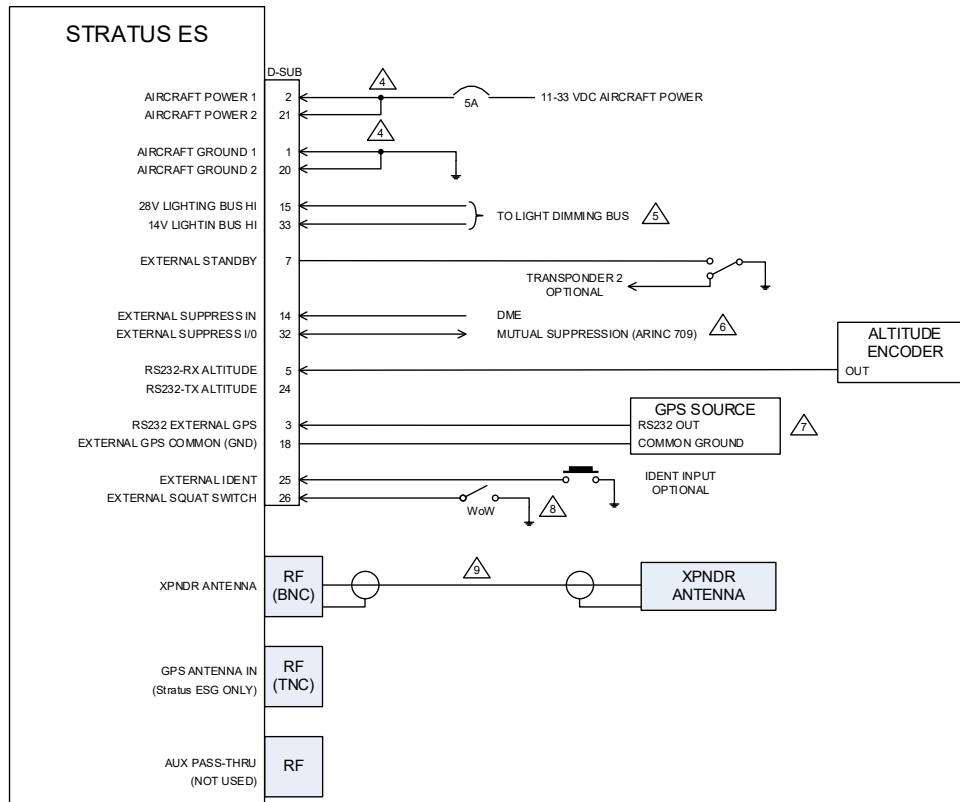 STRATUS ES
D-SUB
AIRCRAFT POWER 1 2 4 5A 11-33 VDC AIRCRAFT POWER
AIRCRAFT POWER 2 21
4
AIRCRAFT GROUND 1 1
AIRCRAFT GROUND 2 20
28V LIGHTING BUS HI 15
TO LIGHT DIMMING BUS 5
14V LIGHTIN BUS HI 33
EXTERNAL STANDBY 7
TRANSPONDER 2
OPTIONAL
EXTERNAL SUPPRESS IN 14 DME
EXTERNAL SUPPRESS I/0 32 MUTUAL SUPPRESSION (ARINC 709) 6
ALTITUDE
ENCODER
RS232-RX ALTITUDE 5 OUT
RS232-TX ALTITUDE 24
GPS SOURCE
RS232 EXTERNAL GPS 3 RS232 OUT 7
EXTERNAL GPS COMMON (GND) 18 COMMON GROUND
EXTERNAL IDENT 25 IDENT INPUT
OPTIONAL
EXTERNAL SQUAT SWITCH 26 WoW 8
XPNDR ANTENNA RF
(BNC) 9 XPNDR
ANTENNA
GPS ANTENNA IN
(Stratus ESG ONLY)
RF
(TNC)
AUX PASS-THRU
(NOT USED)
RF